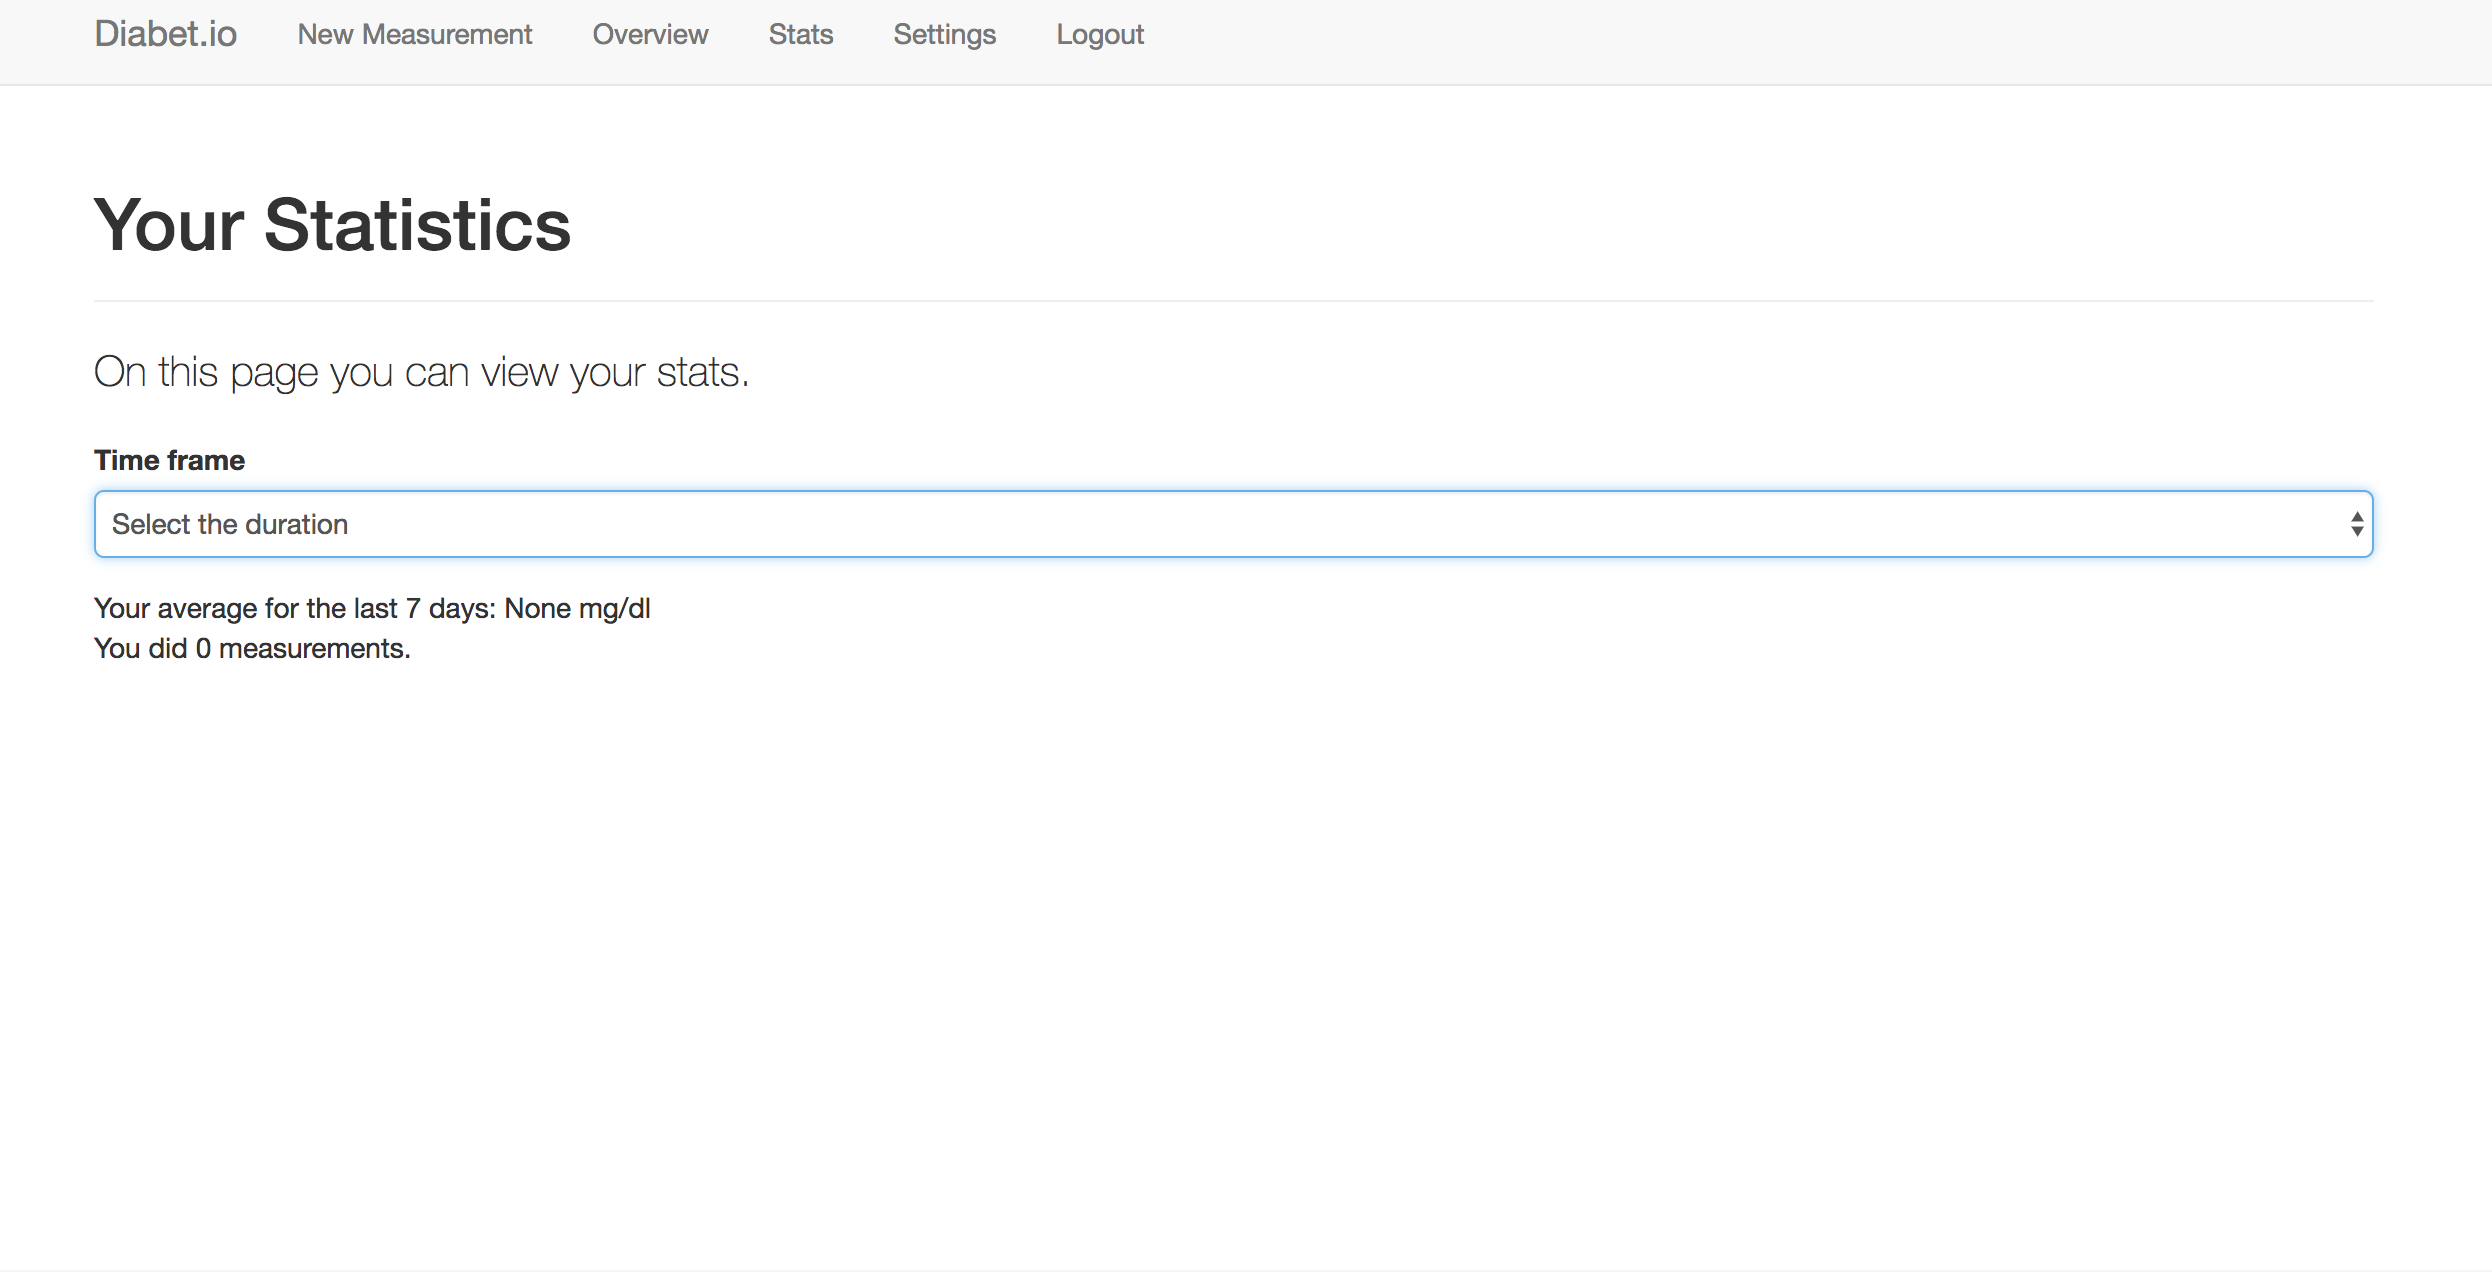 Diabet.io New Measurement Overview Stats Settings Logout
Your Statistics
On this page you can view your stats.
Time frame
Select the duration
Your average for the last 7 days: None mg/dl
You did 0 measurements.